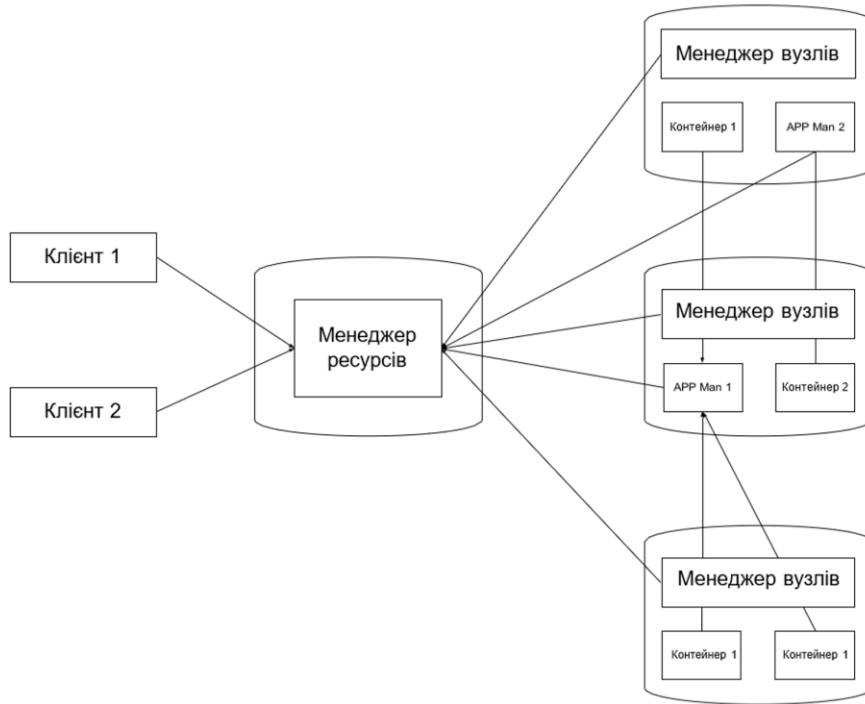 Менеджер вузлів
Контейнер 1
APP Man 2
Клієнт 1
Клієнт 2
Менеджер
ресурсів
Менеджер вузлів
APP Man 1
Контейнер 2
Менеджер вузлів
Контейнер 1
Контейнер 1